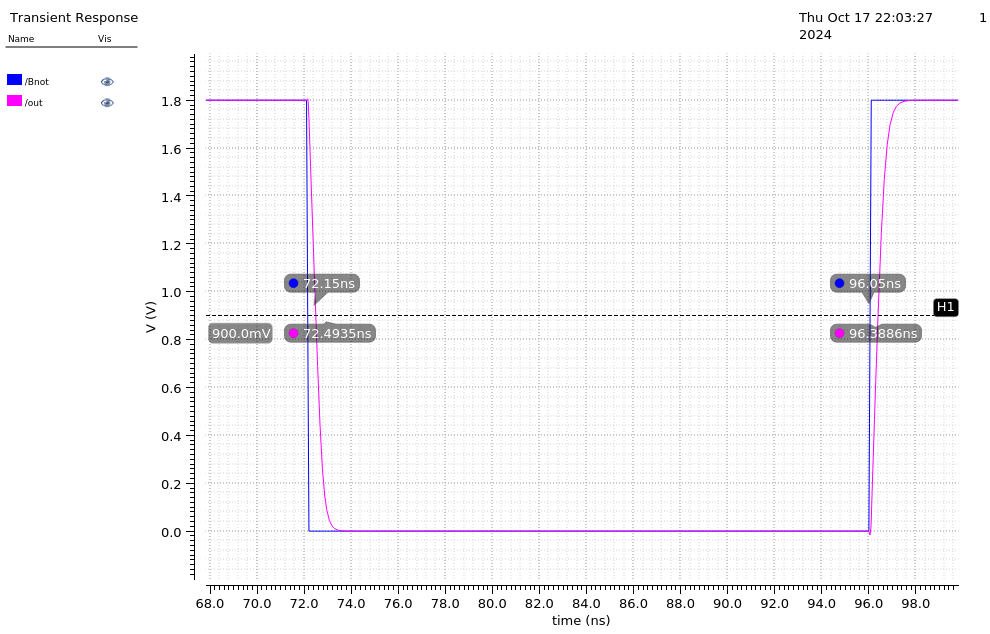 Transient Response
Thu Oct 17 22:03:27 1
2024
Name Vis
/Bnot
/out
1.8
1.6
1.4
1.2
1.0
0.8
0.6
0.4
0.2
0.0
V (V)
72.15ns
96.05ns
H1
900.0mV
72.4935ns
96.3886ns
68.0 70.0 72.0 74.0 76.0 78.0 80.0 82.0 84.0 86.0 88.0 90.0 92.0 94.0 96.0 98.0
time (ns)